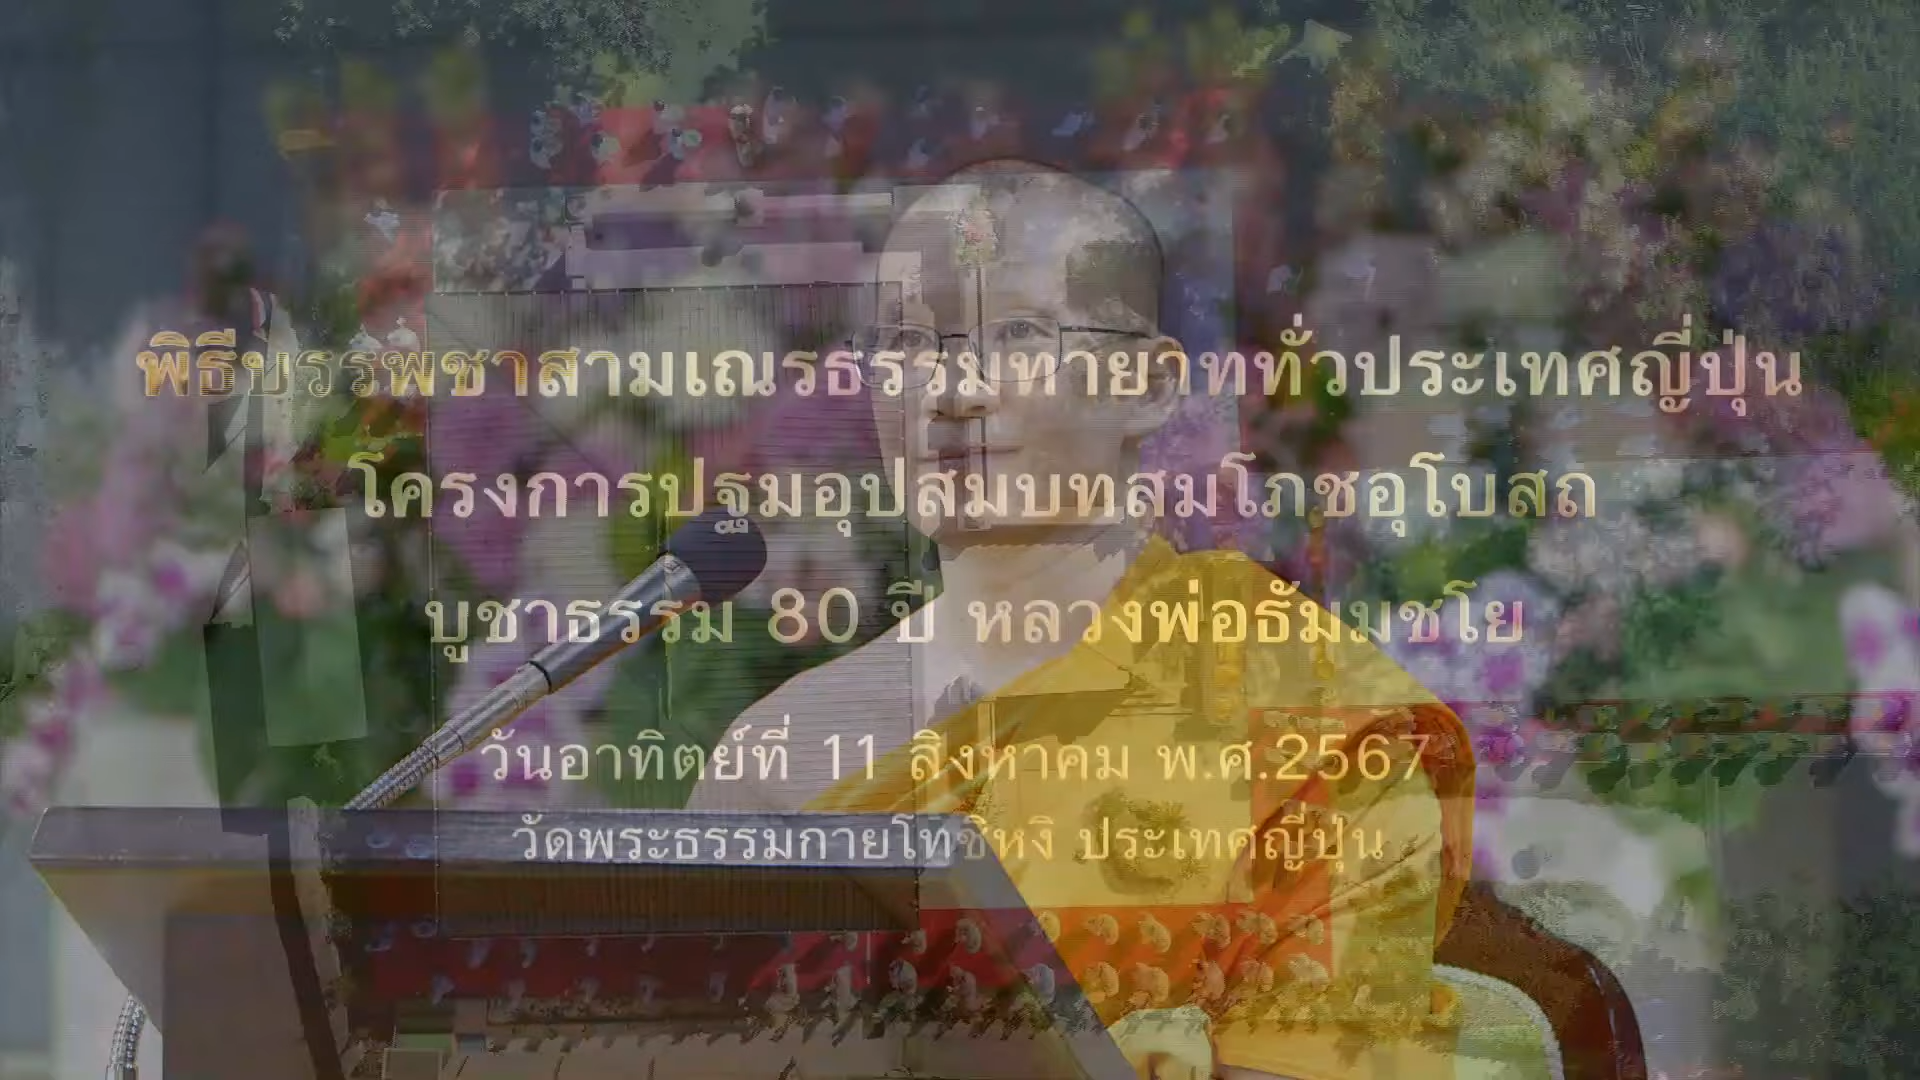 พิธีบรรพชาสามเณรธรรมทายาททั่วประเทศญี่ปุ่น
โครงการปฐมอุปสมบทสมโภชอุโบสถ
บูชาธรรม 80 ปี หลวงพ่อธัมมชโย
วันอาทิตย์ที่ 11 สิงหาคม พ.ศ.2567
วัดพระธรรมกายโทชิหงิ ประเทศญี่ปุ่น